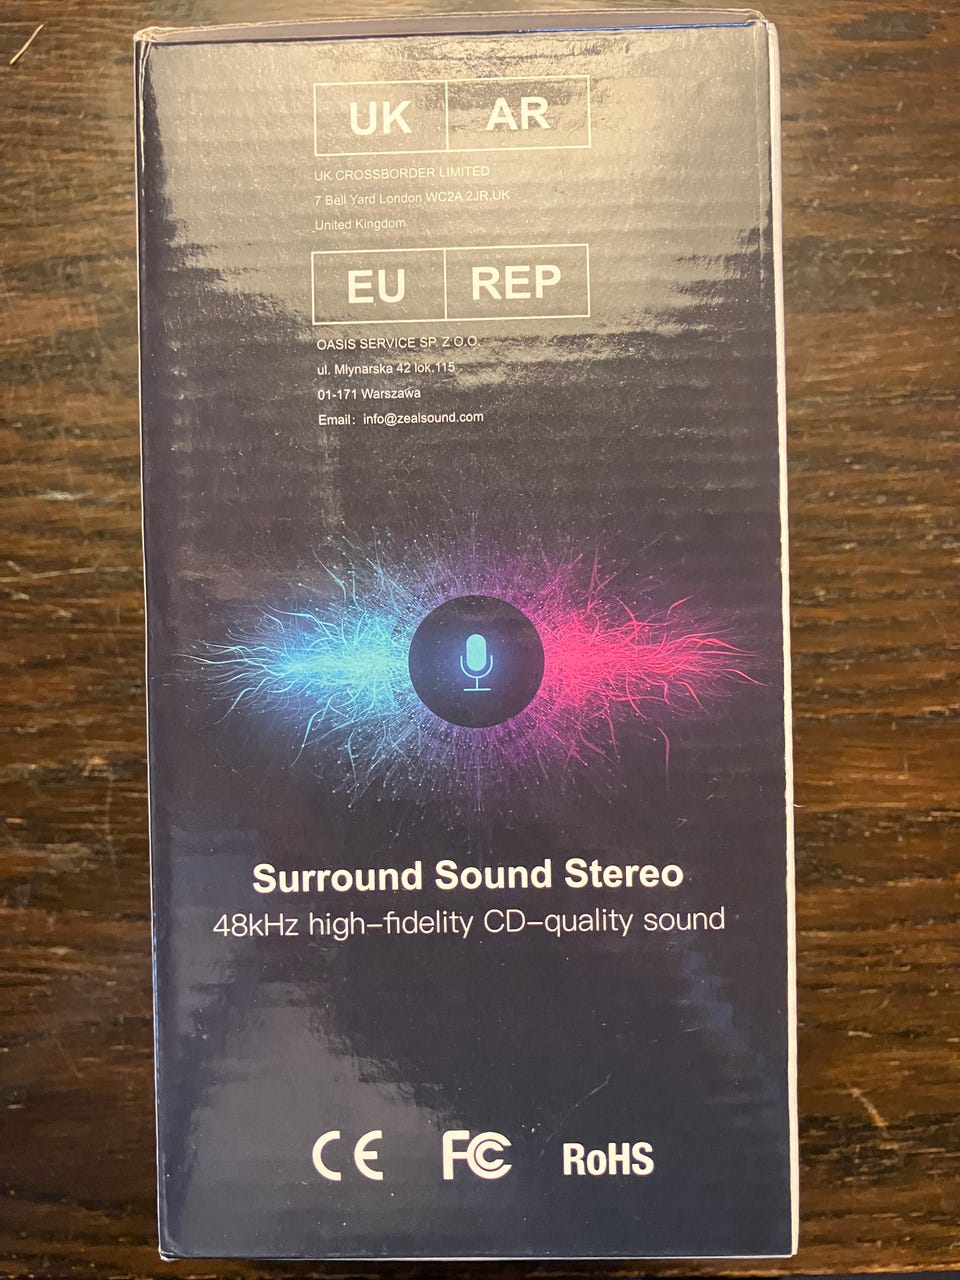 UK AR
UK CROSSBORDER LIMITED
7 Bell Yard London WC2A 2JR.UK
United Kingdom
EU REP
OASIS SERVICE SP. Z O.O.
ul. Młynarska 42 lok.115
01-171 Warszawa
Email: info@zealsound.com
Surround Sound Stereo
48kHz high-fidelity CD-quality sound
CE FC RoHS